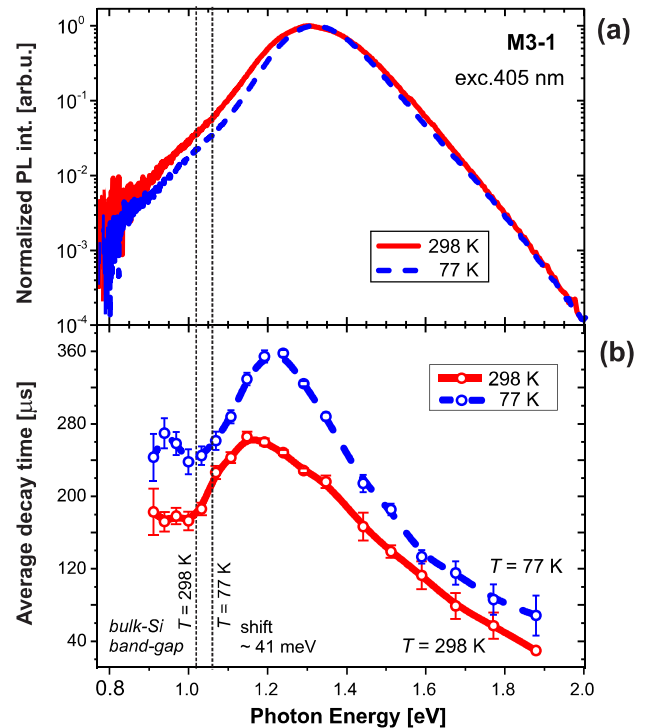 (a)
M3-1
exc.405 nm
Normalized PL int. [arb.u.]
10⁰
10⁻¹
10⁻²
10⁻³
10⁻⁴
298 K
77 K
(b)
Average decay time [µs]
360
280
200
120
40
298 K
77 K
T = 298 K
T = 77 K
T = 77 K
T = 298 K
bulk-Si
band-gap
shift
~ 41 meV
0.8 1.0 1.2 1.4 1.6 1.8 2.0
Photon Energy [eV]